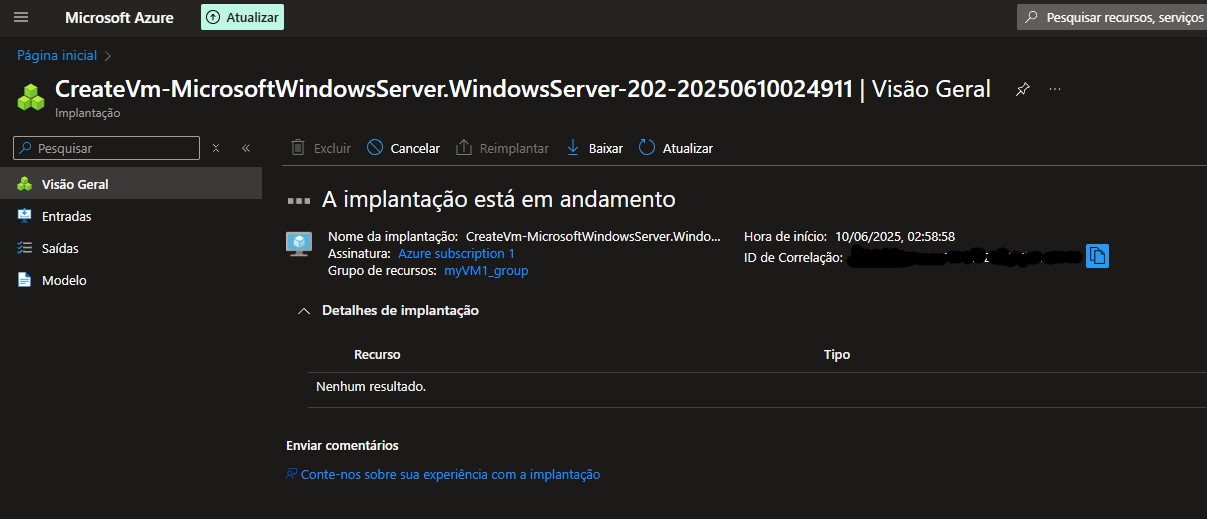 Microsoft Azure
Atualizar
Pesquisar recursos, serviços
Página inicial
CreateVm-MicrosoftWindowsServer.WindowsServer-202-20250610024911 | Visão Geral
Implantação
Pesquisar
Excluir
Cancelar
Reimplantar
Baixar
Atualizar
Visão Geral
Entradas
Saídas
Modelo
A implantação está em andamento
Nome da implantação: CreateVm-MicrosoftWindowsServer.Windo...
Assinatura: Azure subscription 1
Grupo de recursos: myVM1_group
Hora de início: 10/06/2025, 02:58:58
ID de Correlação:
Detalhes de implantação
Recurso Tipo
Nenhum resultado.
Enviar comentários
Conte-nos sobre sua experiência com a implantação